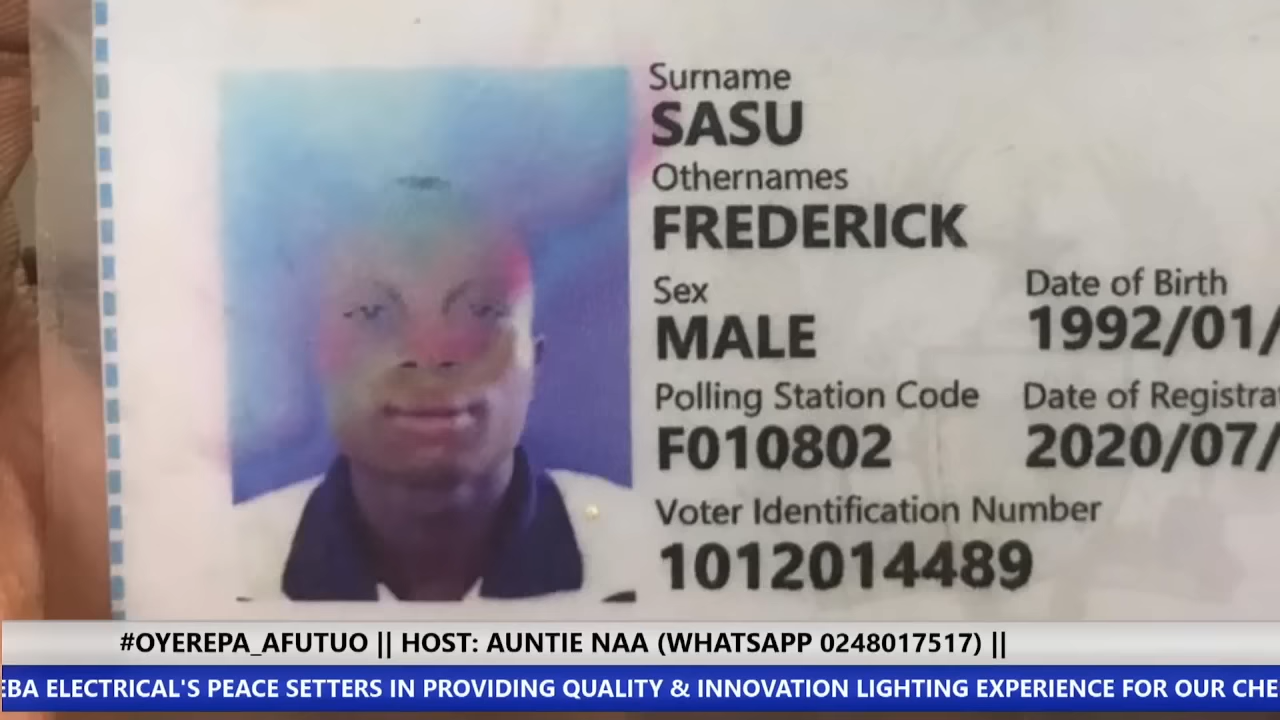 Surname
SASU
Othernames
FREDERICK
Sex
MALE
Date of Birth
1992/01/
Polling Station Code
F010802
Date of Registra
2020/07/
Voter Identification Number
1012014489
#OYEREPA_AFUTUO || HOST: AUNTIE NAA (WHATSAPP 0248017517) ||
EBA ELECTRICAL'S PEACE SETTERS IN PROVIDING QUALITY & INNOVATION LIGHTING EXPERIENCE FOR OUR CHE